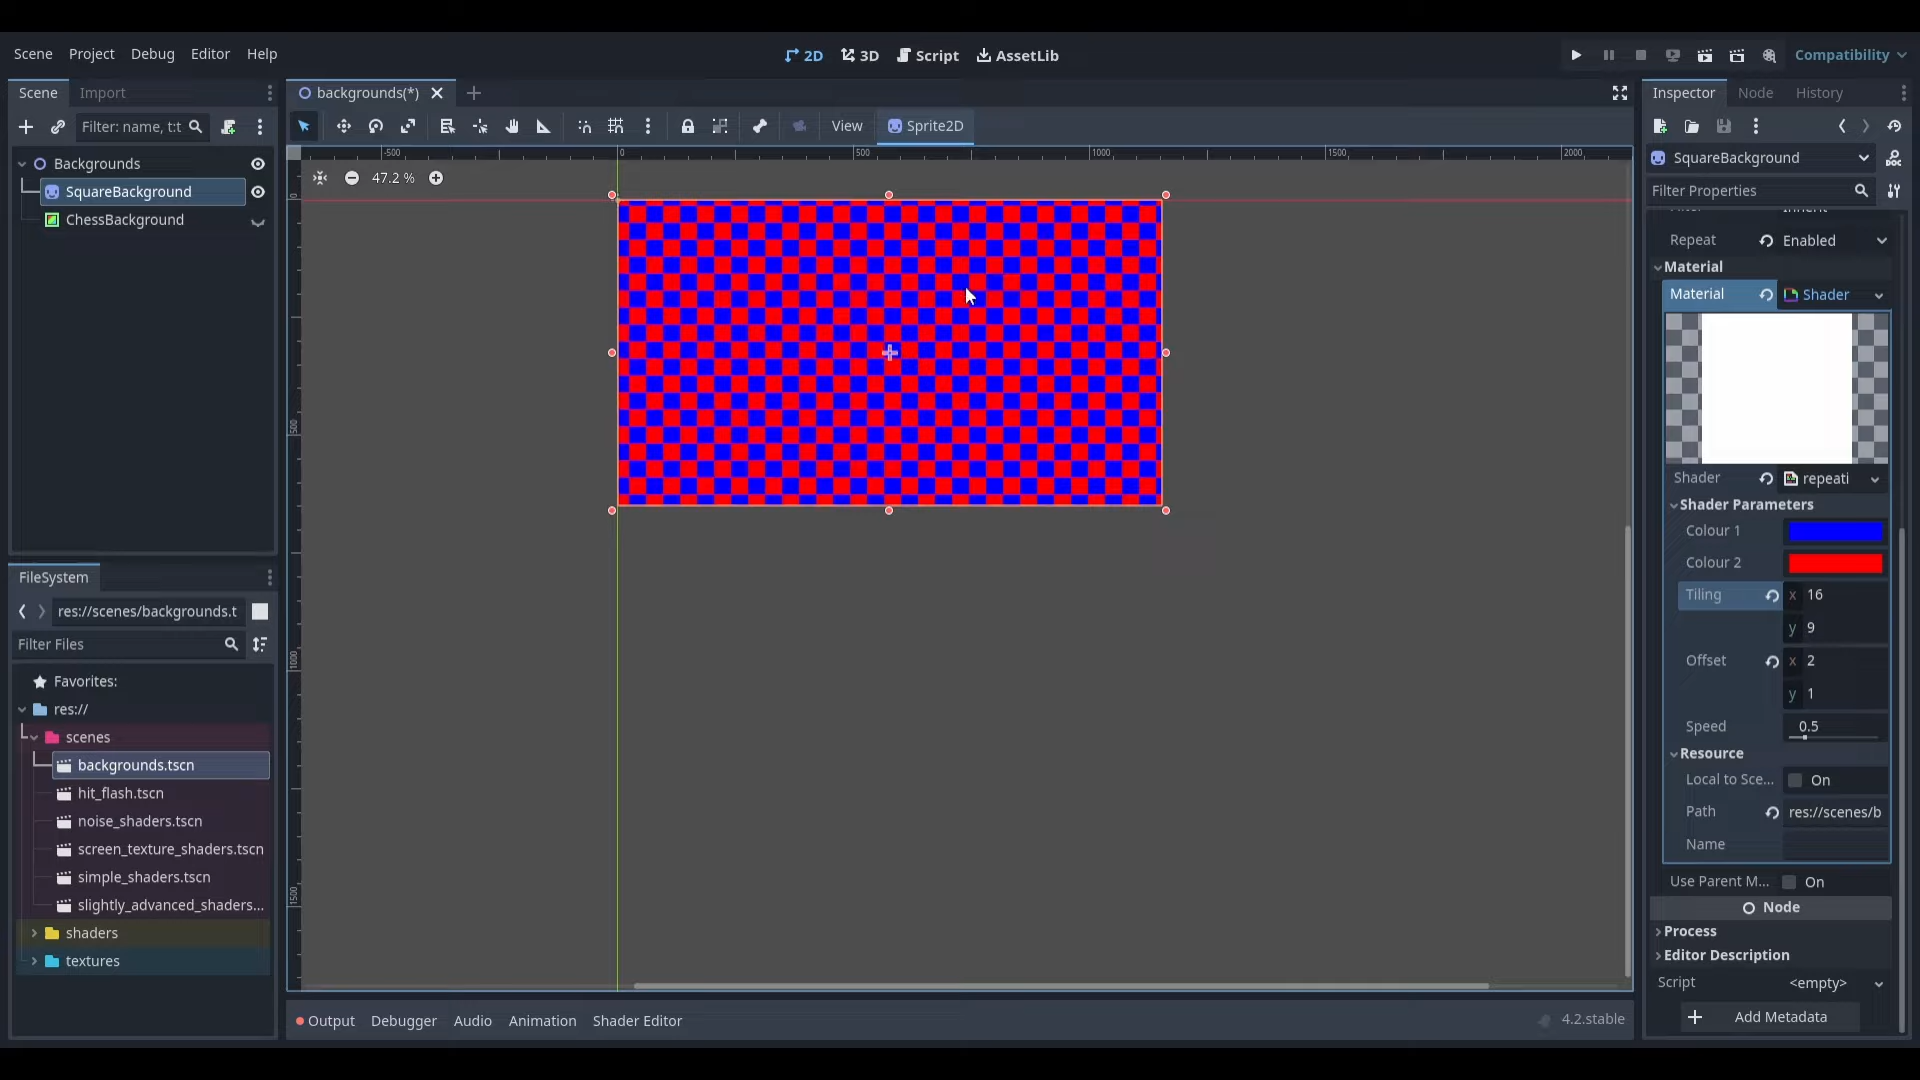 Scene Project Debug Editor Help
2D 3D Script AssetLib
Compatibility
Scene Import
Filter: name, t:t
Backgrounds
SquareBackground
ChessBackground
FileSystem
res://scenes/backgrounds.t
Filter Files
Favorites:
res://
scenes
backgrounds.tscn
hit_flash.tscn
noise_shaders.tscn
screen_texture_shaders.tscn
simple_shaders.tscn
slightly_advanced_shaders...
shaders
textures
backgrounds(*)
View Sprite2D
-500 0 500 1000 1500 2000
47.2 %
0
500
1000
1500
Output Debugger Audio Animation Shader Editor
4.2.stable
Inspector Node History
SquareBackground
Filter Properties
Repeat Enabled
Material
Material Shader
Shader repeati
Shader Parameters
Colour 1
Colour 2
Tiling x 16
y 9
Offset x 2
y 1
Speed 0.5
Resource
Local to Sce... On
Path res://scenes/b
Name
Use Parent M... On
Node
Process
Editor Description
Script <empty>
Add Metadata